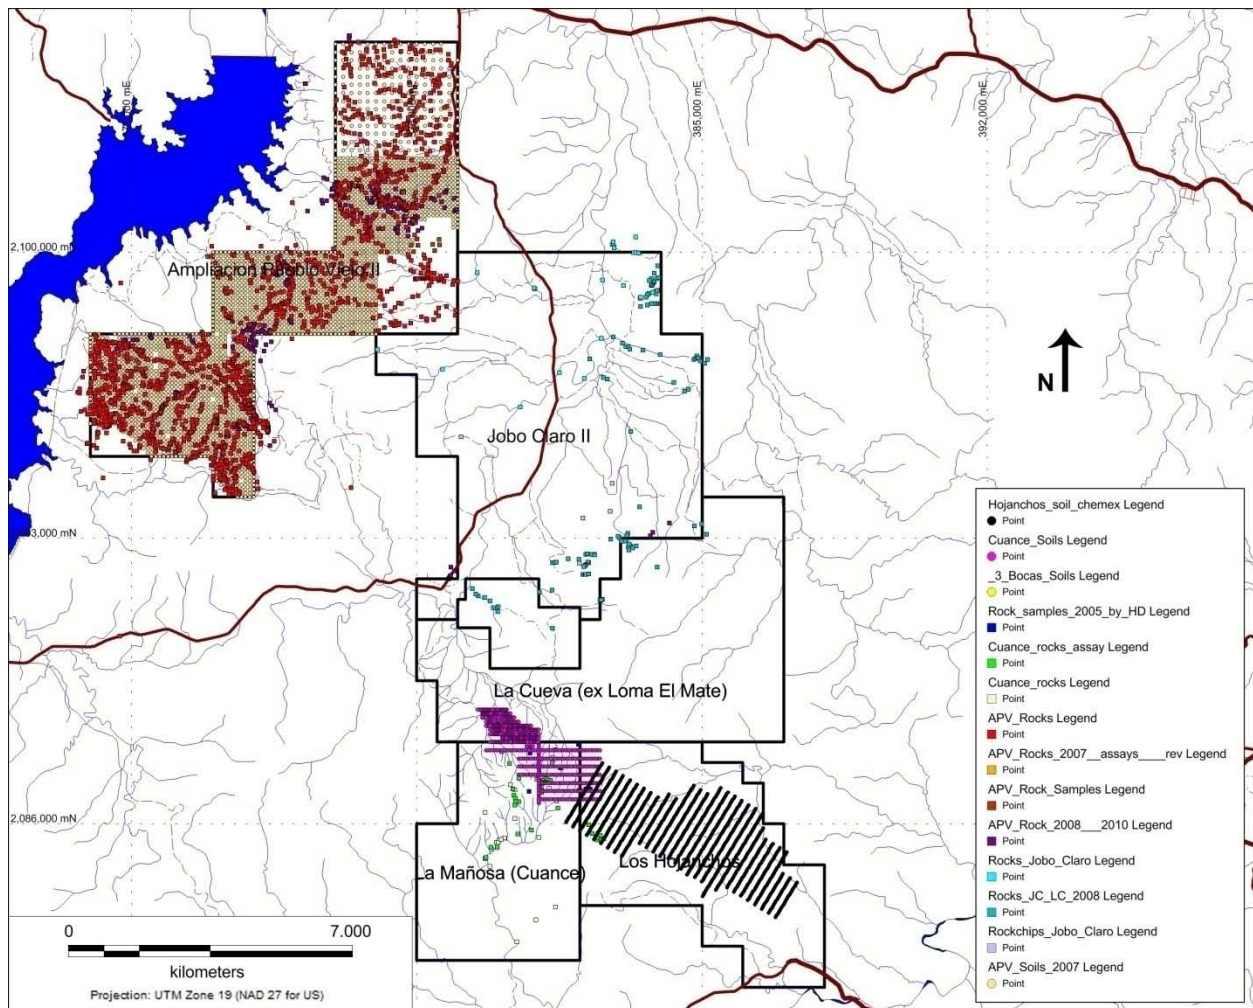 385,000 mE
392,000 mE
2,100,000 mN
Ampliacion Pueblo Viejo II
N
Jobo Claro II
La Cueva (ex Loma El Mate)
2,086,000 mN
La Mañosa (Cuance)
Los Hojanchos
Hojanchos_soil_chemex Legend
Point
Cuance_Soils Legend
Point
_3_Bocas_Soils Legend
Point
Rock_samples_2005_by_HD Legend
Point
Cuance_rocks_assay Legend
Point
Cuance_rocks Legend
Point
APV_Rocks Legend
Point
APV_Rocks_2007__assays____rev Legend
Point
APV_Rock_Samples Legend
Point
APV_Rock_2008___2010 Legend
Point
Rocks_Jobo_Claro Legend
Point
Rocks_JC_LC_2008 Legend
Point
Rockchips_Jobo_Claro Legend
Point
APV_Soils_2007 Legend
Point
0 7.000
kilometers
Projection: UTM Zone 19 (NAD 27 for US)